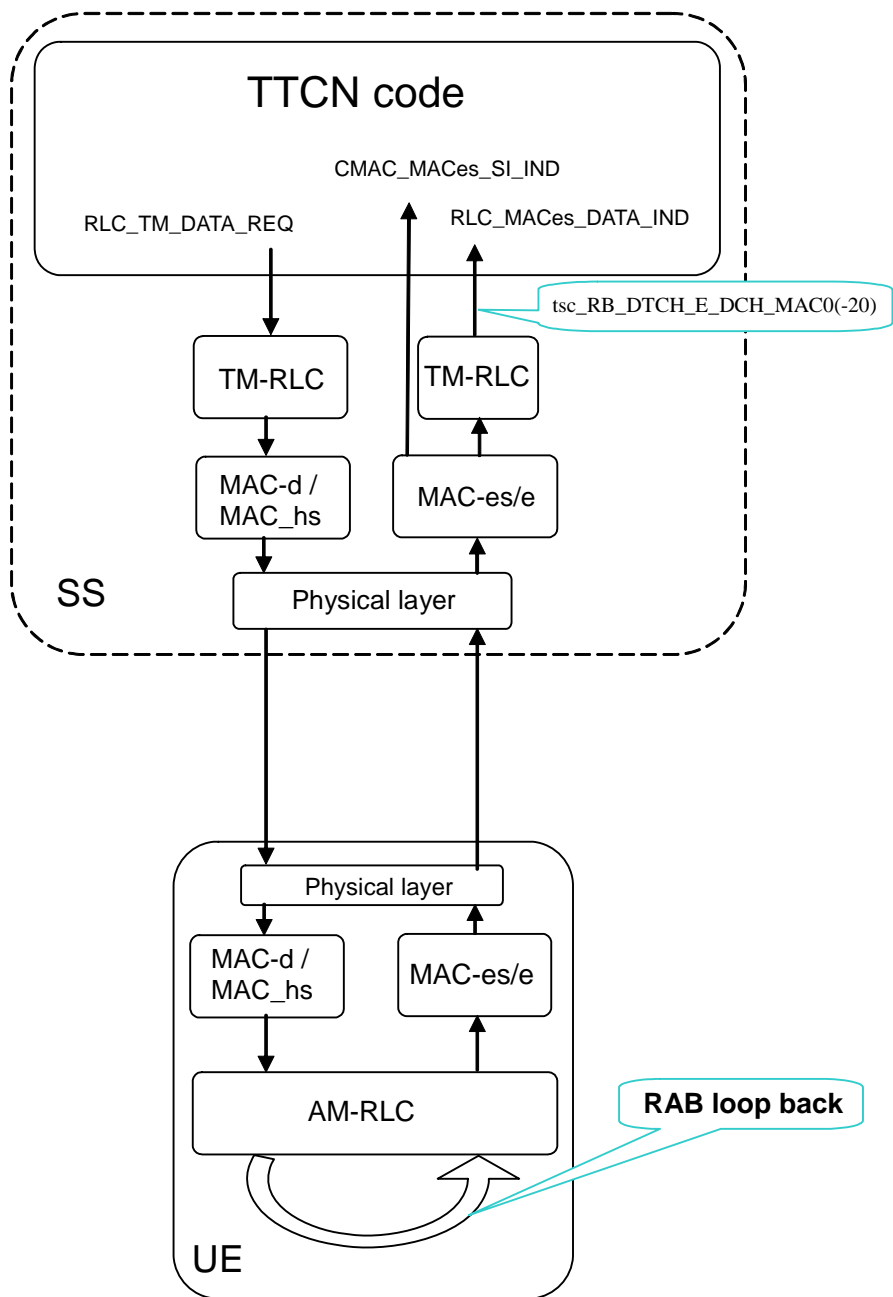 TTCN code
CMAC_MACes_SI_IND
RLC_TM_DATA_REQ
RLC_MACes_DATA_IND
tsc_RB_DTCH_E_DCH_MAC0(-20)
TM-RLC
TM-RLC
MAC-d /
MAC_hs
MAC-es/e
SS
Physical layer
Physical layer
MAC-d /
MAC_hs
MAC-es/e
AM-RLC
RAB loop back
UE